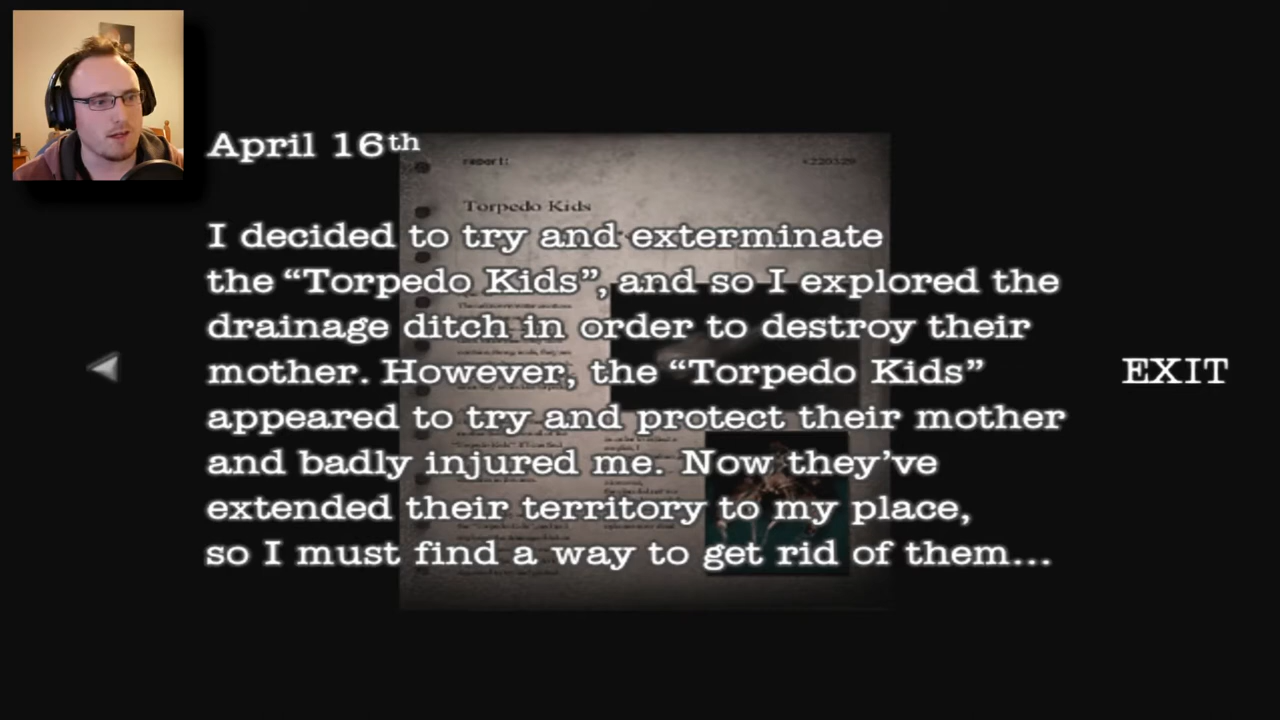 April 16th
report:
Torpedo Kids
I decided to try and exterminate
the “Torpedo Kids”, and so I explored the
drainage ditch in order to destroy their
mother. However, the “Torpedo Kids”
EXIT
appeared to try and protect their mother
and badly injured me. Now they’ve
extended their territory to my place,
so I must find a way to get rid of them...